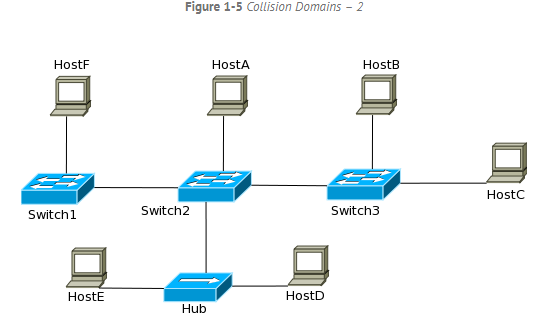 Figure 1-5 Collision Domains – 2
HostF
HostA
HostB
HostC
Switch1
Switch2
Switch3
HostE
HostD
Hub